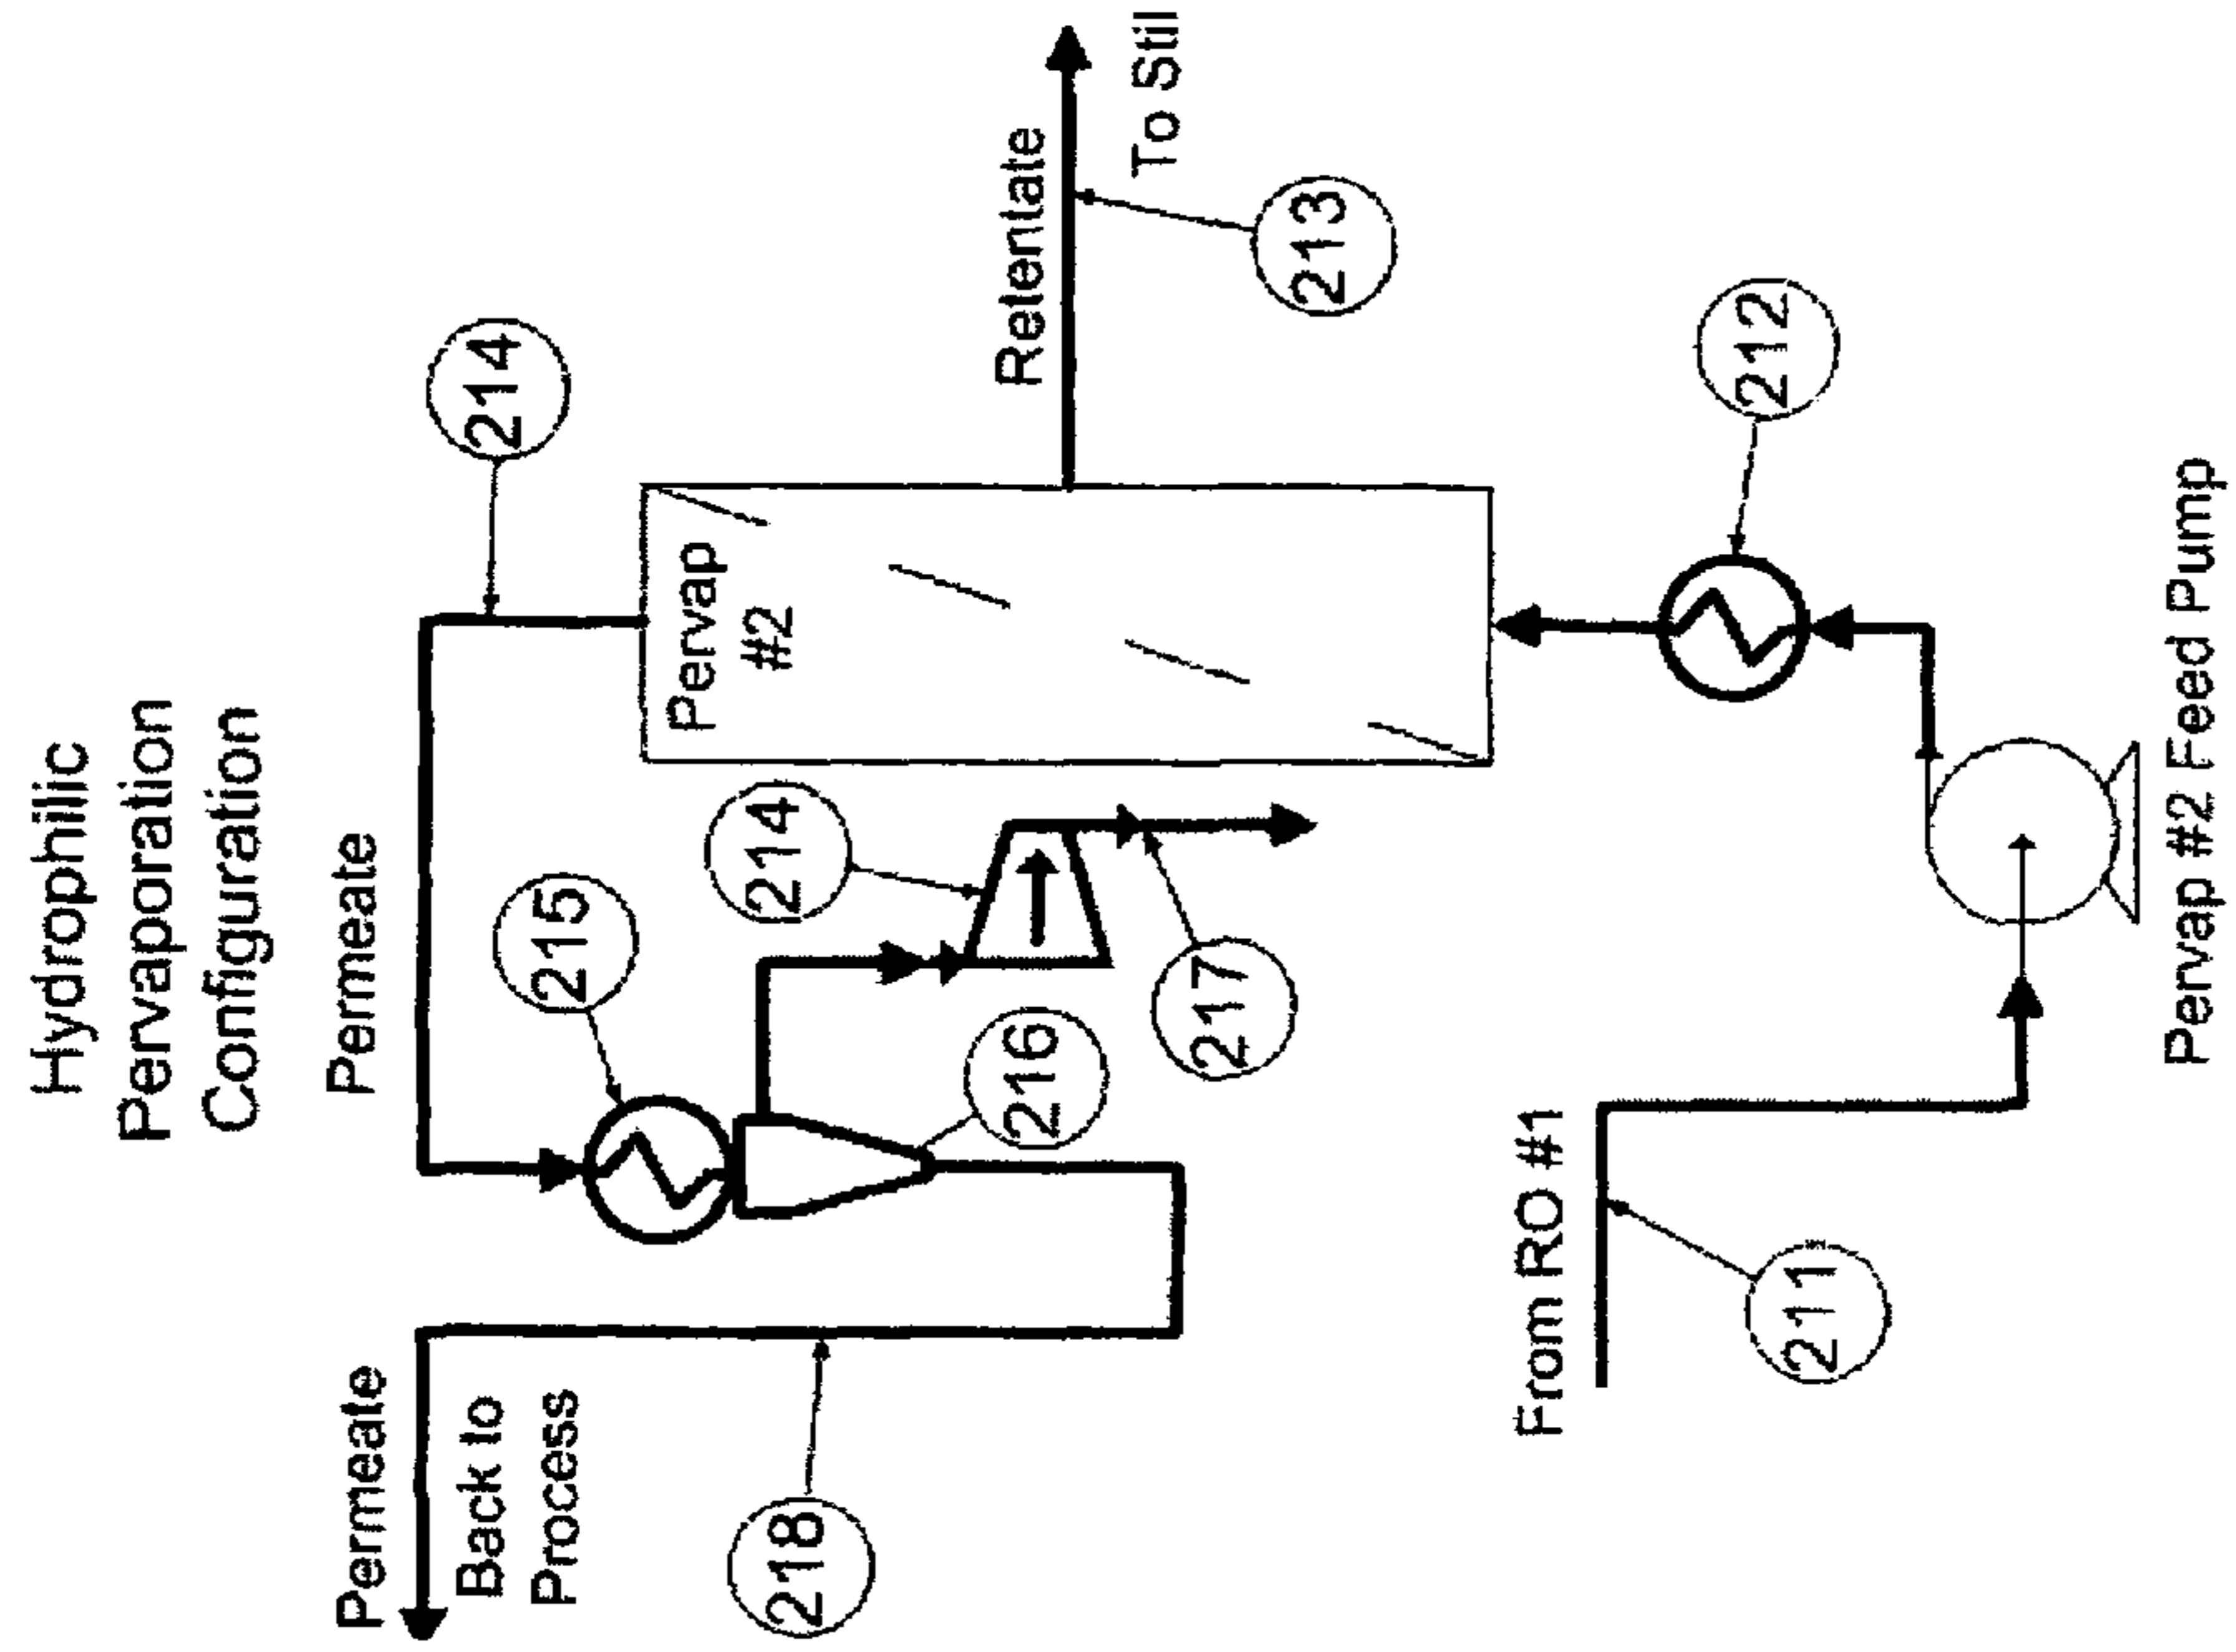 Hydrophilic
Pervaporation
Configuration
Permeate
Back to
Process
Permeate
214
215
Pervap
#2
214
218
Retentate
216
To Stil
217
213
From RO #1
212
211
Pervap #2 Feed Pump